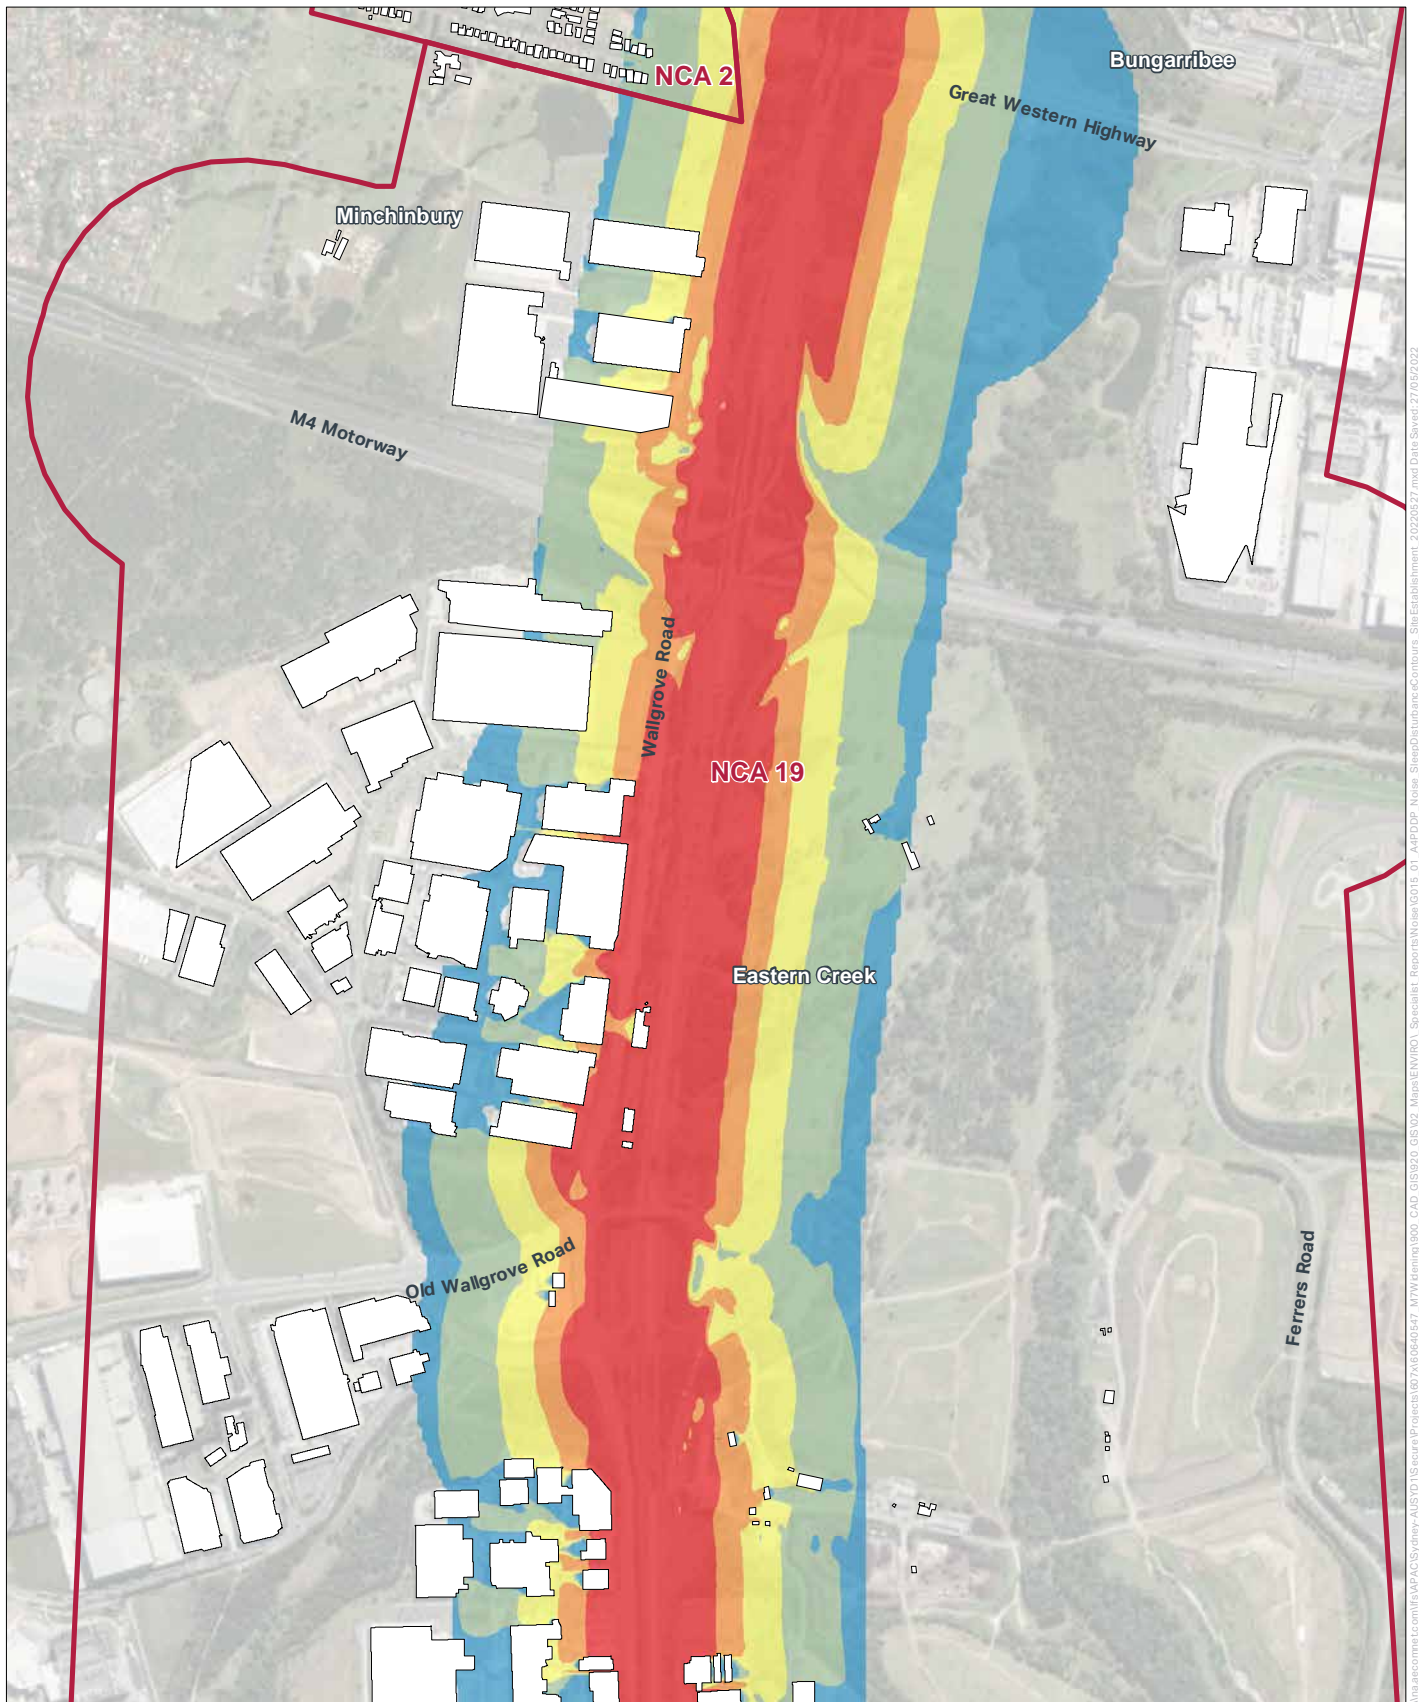 Bungarribee
NCA 2
Great Western Highway
Minchinbury
M4 Motorway
Wallgrove Road
NCA 19
Eastern Creek
Old Wallgrove Road
Ferrers Road